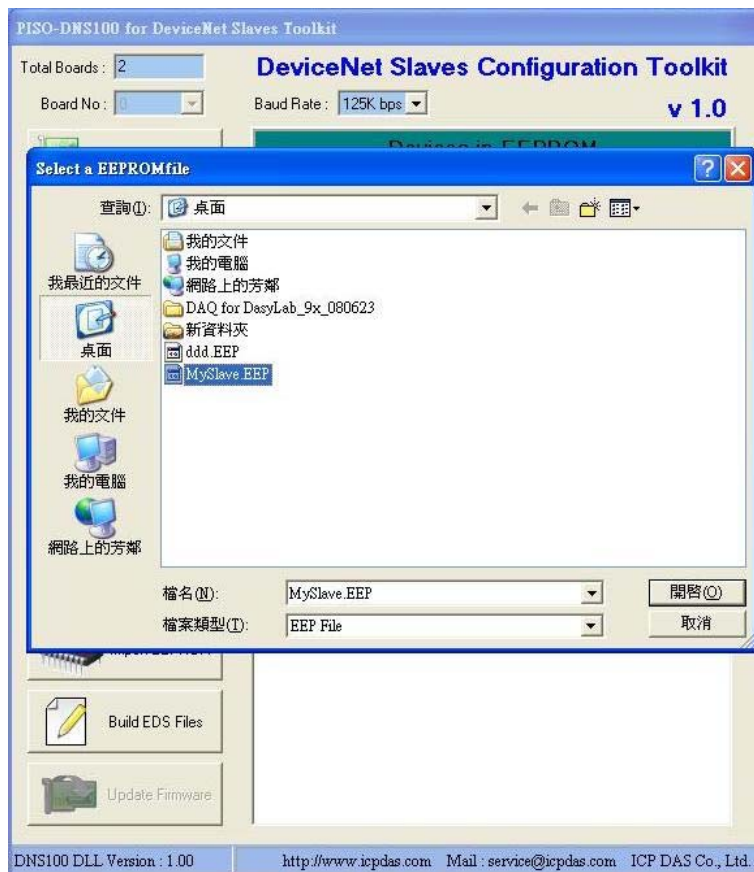 PISO-DNS100 for DeviceNet Slaves Toolkit
Total Boards : 2
DeviceNet Slaves Configuration Toolkit
Board No : 0
Baud Rate : 125K bps
v 1.0
Devices in EEPROM
Select a EEPROMfile
查詢(I):
桌面
我最近的文件
桌面
我的文件
我的電腦
網路上的芳鄰
我的文件
我的電腦
網路上的芳鄰
DAQ for DasyLab_9x_080623
新資料夾
ddd.EEP
MySlave.EEP
檔名(N):
MySlave.EEP
開啓(O)
檔案類型(T):
EEP File
取消
Build EDS Files
Update Firmware
DNS100 DLL Version : 1.00
http://www.icpdas.com Mail : service@icpdas.com ICP DAS Co., Ltd.